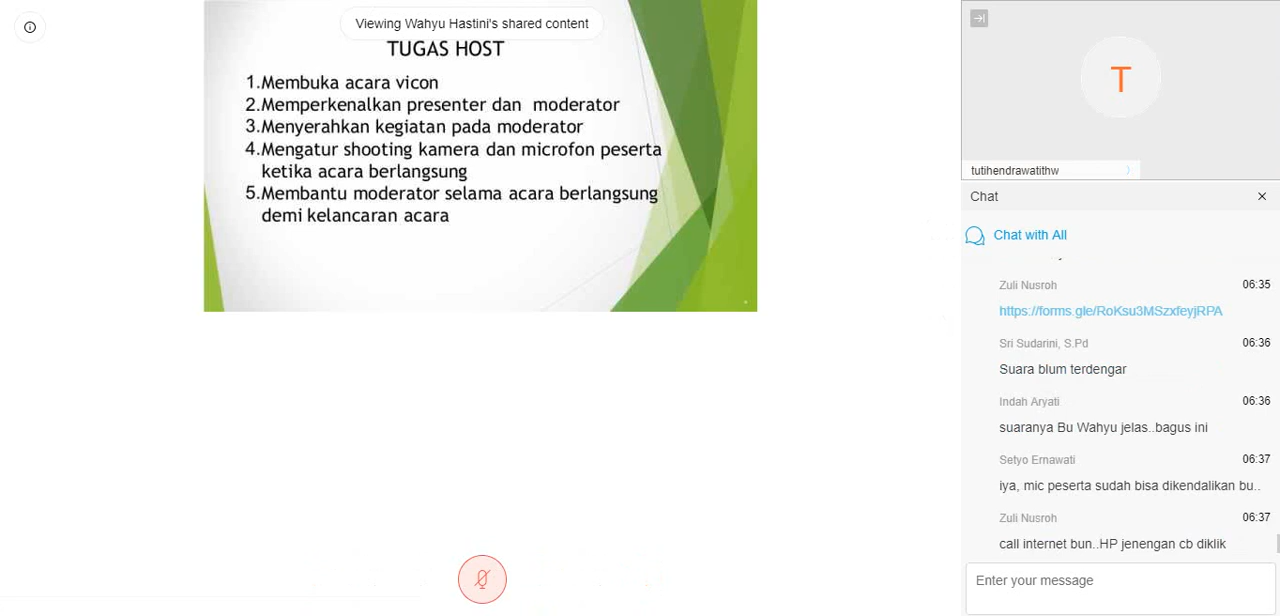 Viewing Wahyu Hastini's shared content
TUGAS HOST
1.Membuka acara vicon
2.Memperkenalkan presenter dan moderator
3.Menyerahkan kegiatan pada moderator
4.Mengatur shooting kamera dan microfon peserta
ketika acara berlangsung
5.Membantu moderator selama acara berlangsung
demi kelancaran acara
T
tutihendrawatithw
Chat
Chat with All
Zuli Nusroh 06:35
https://forms.gle/RoKsu3MSzxfeyjRPA
Sri Sudarini, S.Pd 06:36
Suara blum terdengar
Indah Aryati 06:36
suaranya Bu Wahyu jelas..bagus ini
Setyo Ernawati 06:37
iya, mic peserta sudah bisa dikendalikan bu..
Zuli Nusroh 06:37
call internet bun..HP jenengan cb diklik
Enter your message